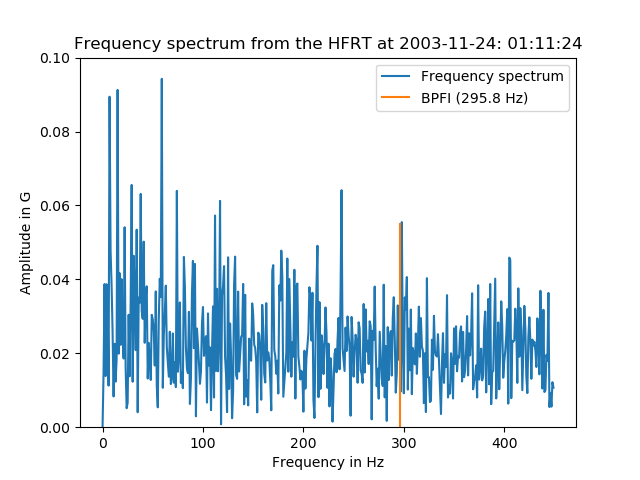 Frequency spectrum from the HFRT at 2003-11-24: 01:11:24
Frequency spectrum
BPFI (295.8 Hz)
0.10
0.08
0.06
0.04
0.02
0.00
Amplitude in G
0 100 200 300 400
Frequency in Hz